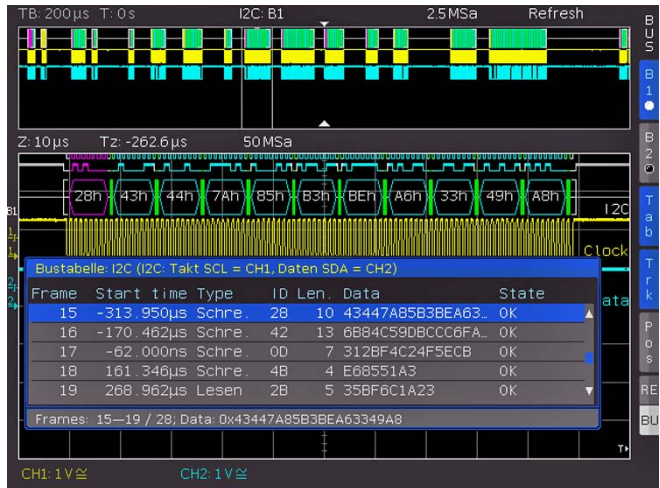 TB: 200µs T: 0s I2C: B1 2.5MSa Refresh
Z: 10µs Tz: -262.6µs 50MSa
28h 43h 44h 7Ah 85h B3h BEh A6h 33h 49h A8h
I2C
B1
Clock
Bustabelle: I2C (I2C: Takt SCL = CH1, Daten SDA = CH2)
Frame Start time Type ID Len. Data State
15 -313.950µs Schre. 28 10 43447A85B3BEA63… OK
16 -170.462µs Schre. 42 13 6B84C59DBCCC6FA… OK
17 -62.000ns Schre. 0D 7 312BF4C24F5ECB OK
18 161.346µs Schre. 4B 4 E68551A3 OK
19 268.962µs Lesen 2B 5 35BF6C1A23 OK
ata
Frames: 15—19 / 28; Data: 0x43447A85B3BEA63349A8
CH1: 1V≅ CH2: 1V≅
BUS
B1
B2
Tab
Trk
Pos
RE
BU